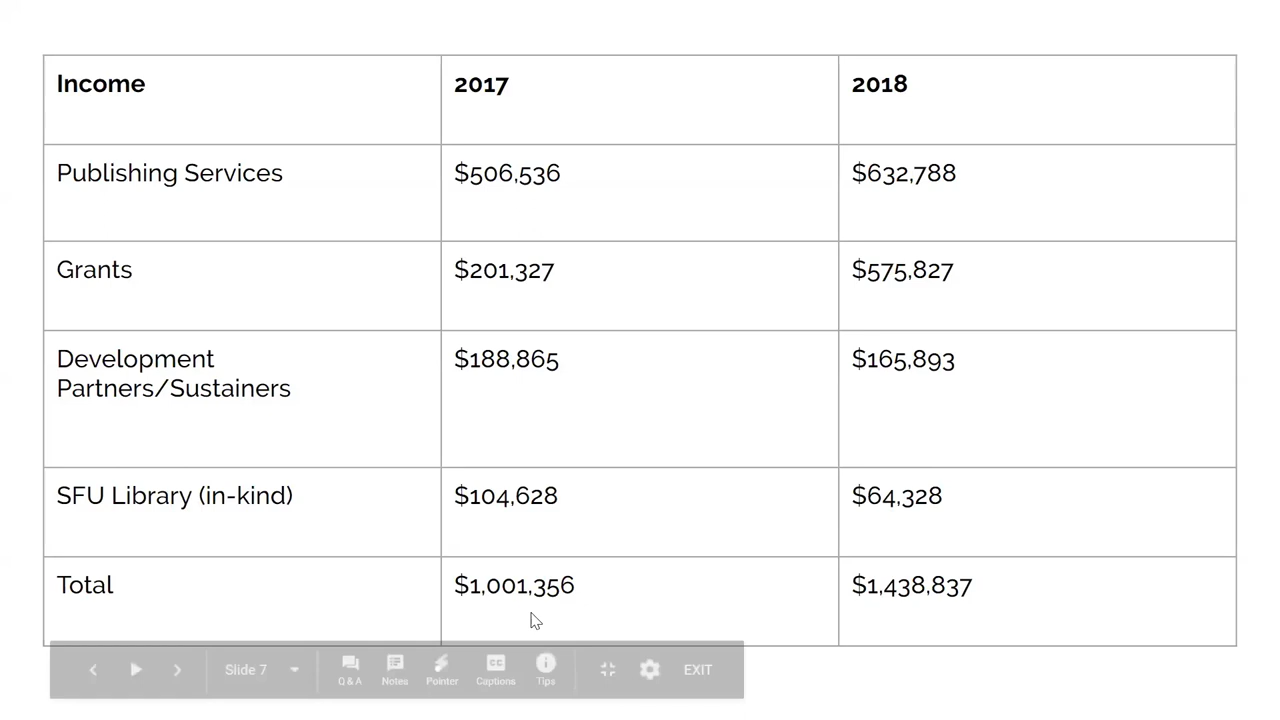 Income 2017 2018
Publishing Services $506,536 $632,788
Grants $201,327 $575,827
Development $188,865 $165,893
Partners/Sustainers
SFU Library (in-kind) $104,628 $64,328
Total $1,001,356 $1,438,837
Slide 7 Q & A Notes Pointer CC Captions Tips EXIT